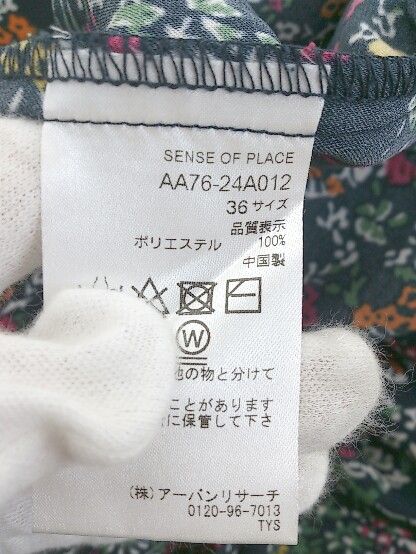 SENSE OF PLACE
AA76-24A012
36 サイズ
品質表示
ポリエステル 100%
中国製
W
の物と分けて
ことがあります
に保管して下さ
(株)アーバンリサーチ
0120-96-7013
TYS